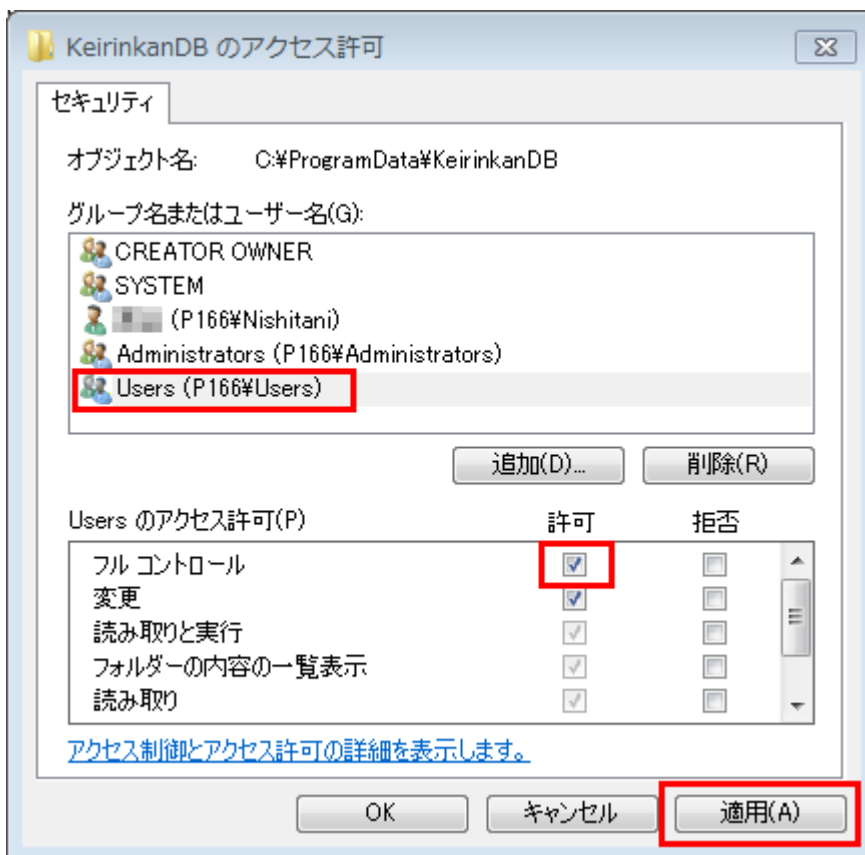 KeirinkanDB のアクセス許可
セキュリティ
オブジェクト名: C:¥ProgramData¥KeirinkanDB
グループ名またはユーザー名(G):
CREATOR OWNER
SYSTEM
(P166¥Nishitani)
Administrators (P166¥Administrators)
Users (P166¥Users)
追加(D)... 削除(R)
Users のアクセス許可(P) 許可 拒否
フル コントロール
変更
読み取りと実行
フォルダーの内容の一覧表示
読み取り
アクセス制御とアクセス許可の詳細を表示します。
OK キャンセル 適用(A)